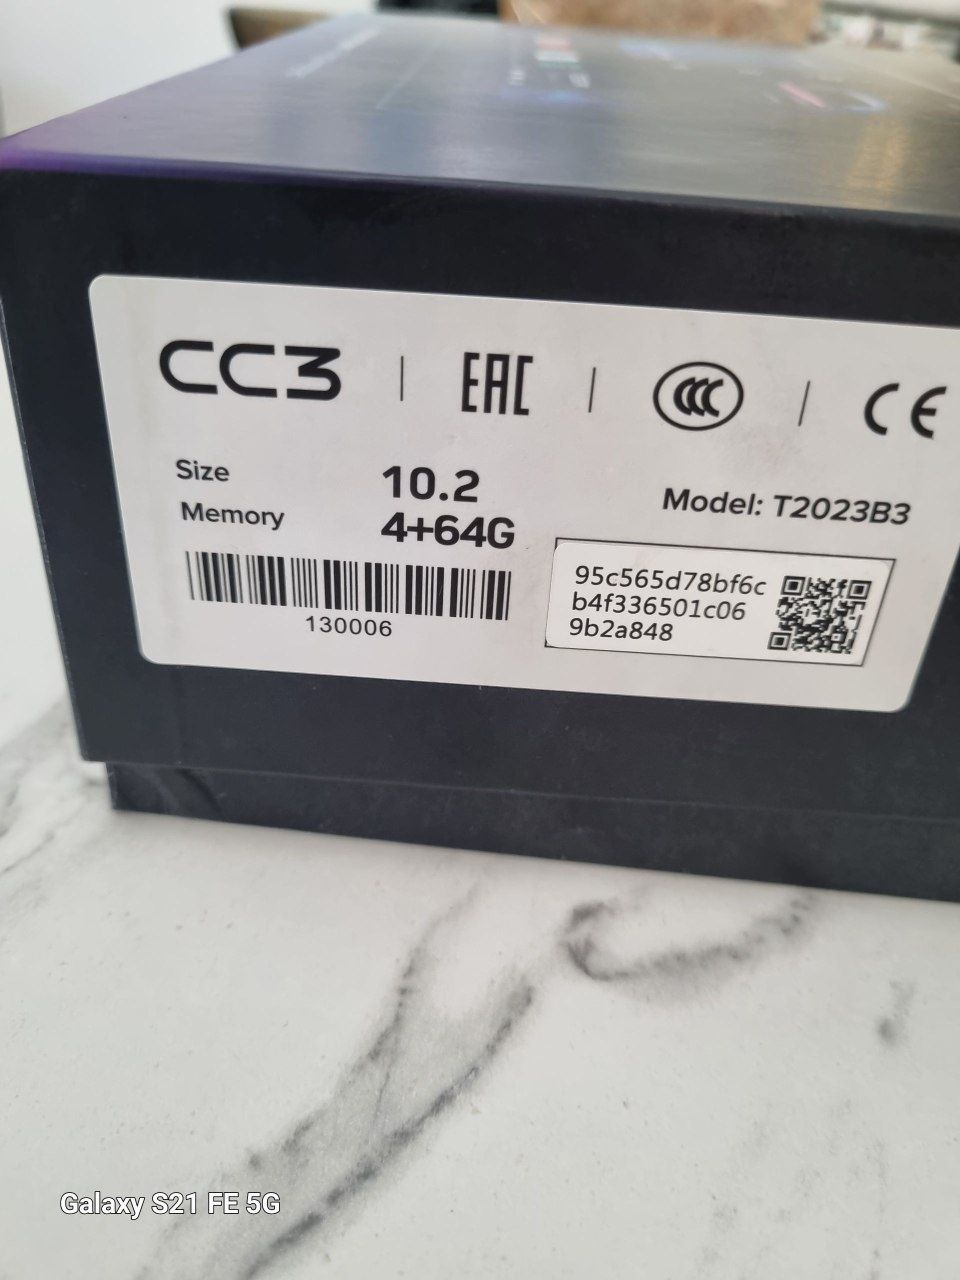 CC3 | EAC | CCC | CE
Size 10.2
Memory 4+64G
Model: T2023B3
130006
95c565d78bf6c
b4f336501c06
9b2a848
Galaxy S21 FE 5G